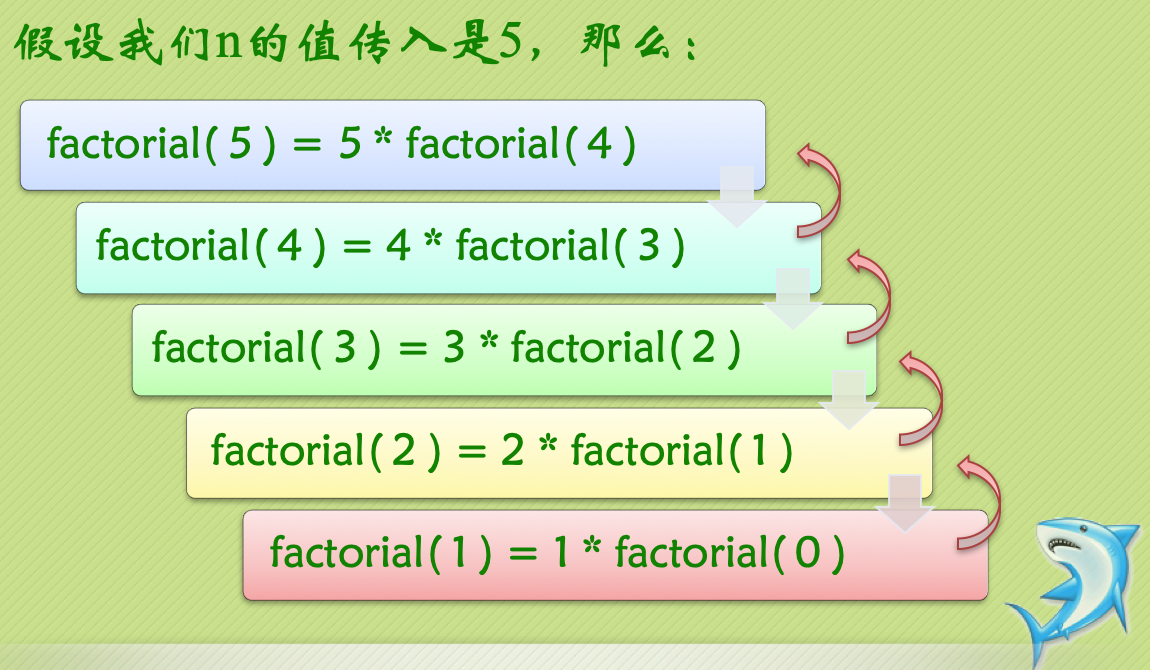 假设我们n的值传入是5，那么：
factorial( 5 ) = 5 * factorial( 4 )
factorial( 4 ) = 4 * factorial( 3 )
factorial( 3 ) = 3 * factorial( 2 )
factorial( 2 ) = 2 * factorial( 1 )
factorial( 1 ) = 1 * factorial( 0 )